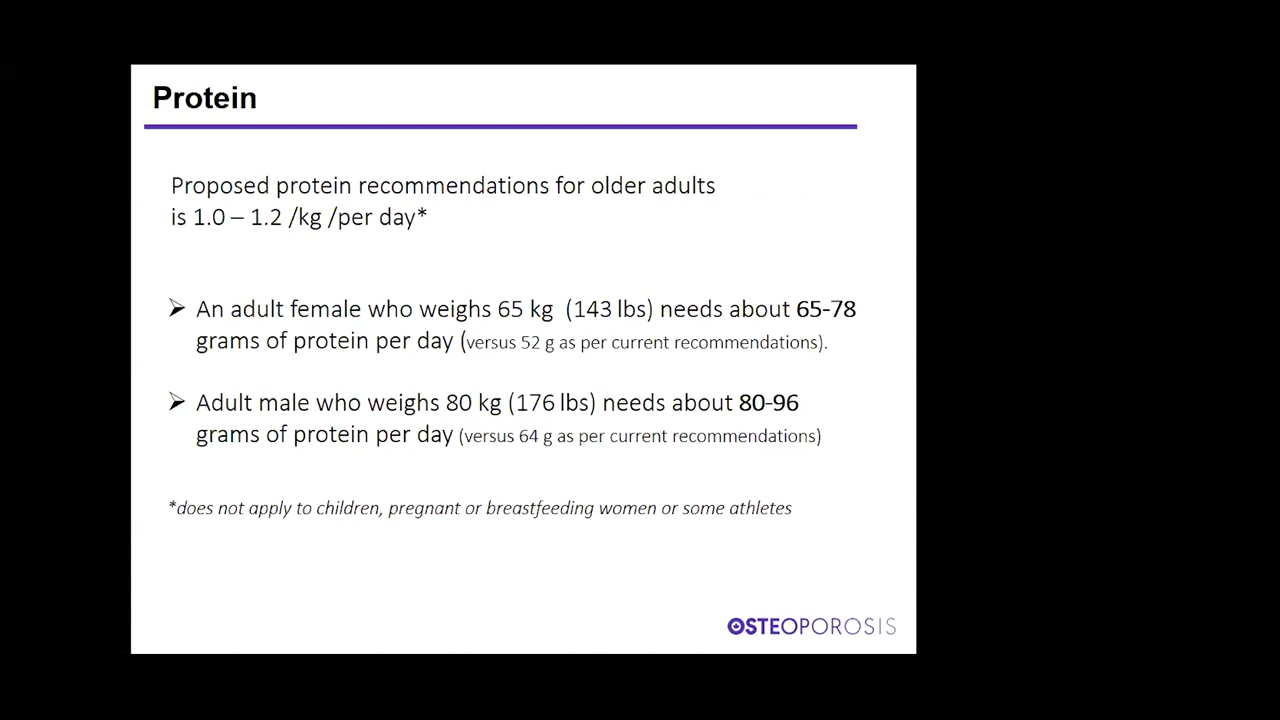 Protein
Proposed protein recommendations for older adults
is 1.0 – 1.2 /kg /per day*
➢ An adult female who weighs 65 kg (143 lbs) needs about 65-78
grams of protein per day (versus 52 g as per current recommendations).
➢ Adult male who weighs 80 kg (176 lbs) needs about 80-96
grams of protein per day (versus 64 g as per current recommendations)
*does not apply to children, pregnant or breastfeeding women or some athletes
OSTEOPOROSIS